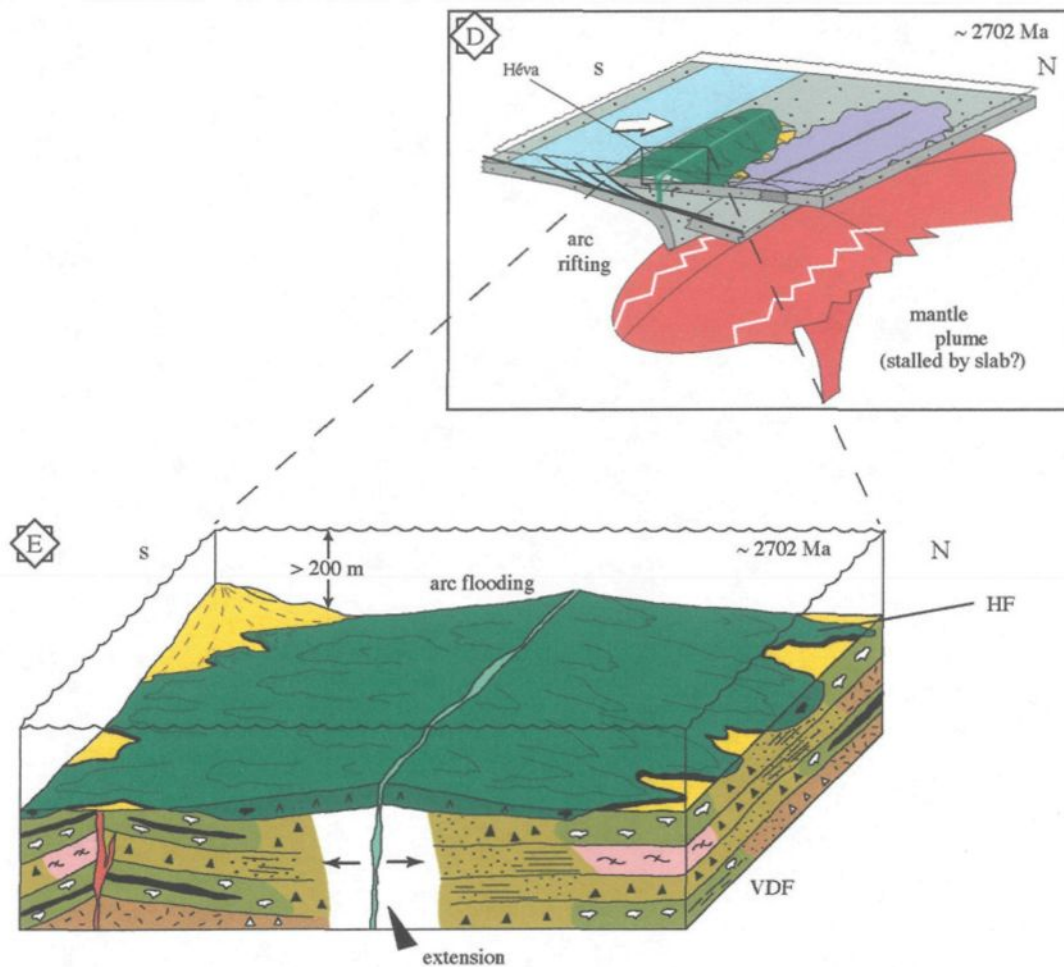 D
~ 2702 Ma
Héva
S
N
arc
rifting
mantle
plume
(stalled by slab?)
E
S
> 200 m
arc flooding
~ 2702 Ma
N
HF
VDF
extension